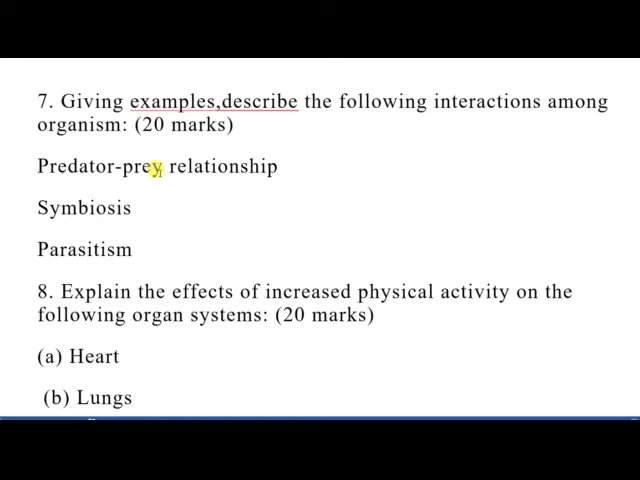 7. Giving examples,describe the following interactions among
organism: (20 marks)
Predator-prey relationship
Symbiosis
Parasitism
8. Explain the effects of increased physical activity on the
following organ systems: (20 marks)
(a) Heart
(b) Lungs